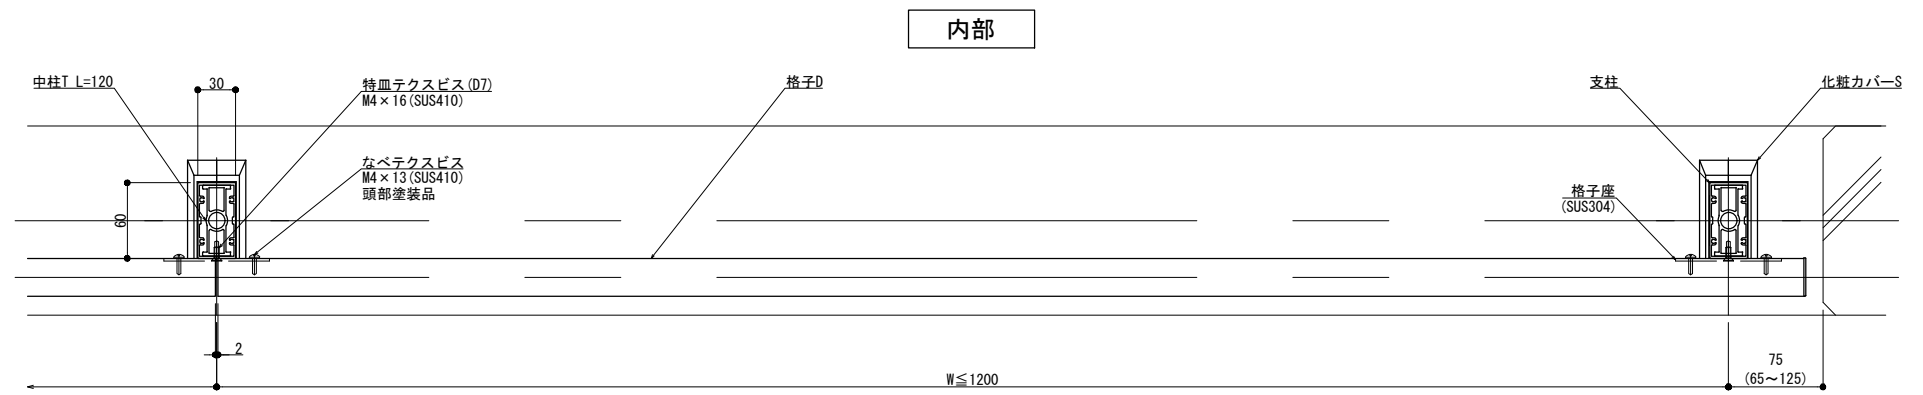 内部
中柱T L=120
30
特皿テクスビス(D7)
M4×16(SUS410)
格子D
支柱
化粧カバーS
なべテクスビス
M4×13(SUS410)
頭部塗装品
60
格子座
(SUS304)
2
W≦1200
75
(65～125)